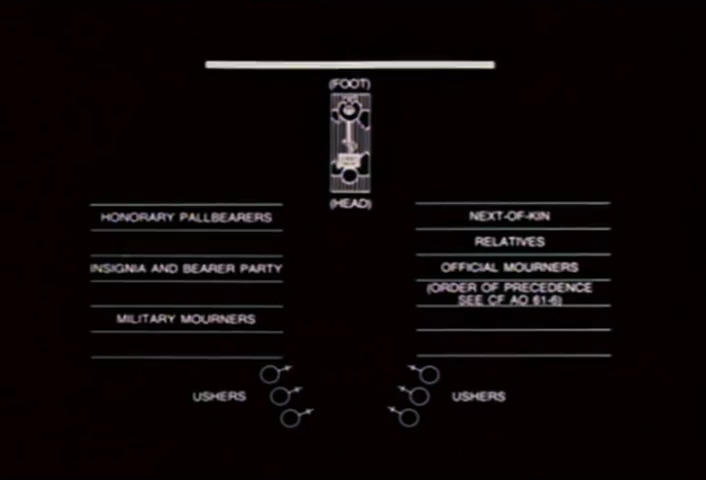 (FOOT)
(HEAD)
HONORARY PALLBEARERS
INSIGNIA AND BEARER PARTY
MILITARY MOURNERS
USHERS
NEXT-OF-KIN
RELATIVES
OFFICIAL MOURNERS
(ORDER OF PRECEDENCE
SEE CF AO 61-6)
USHERS